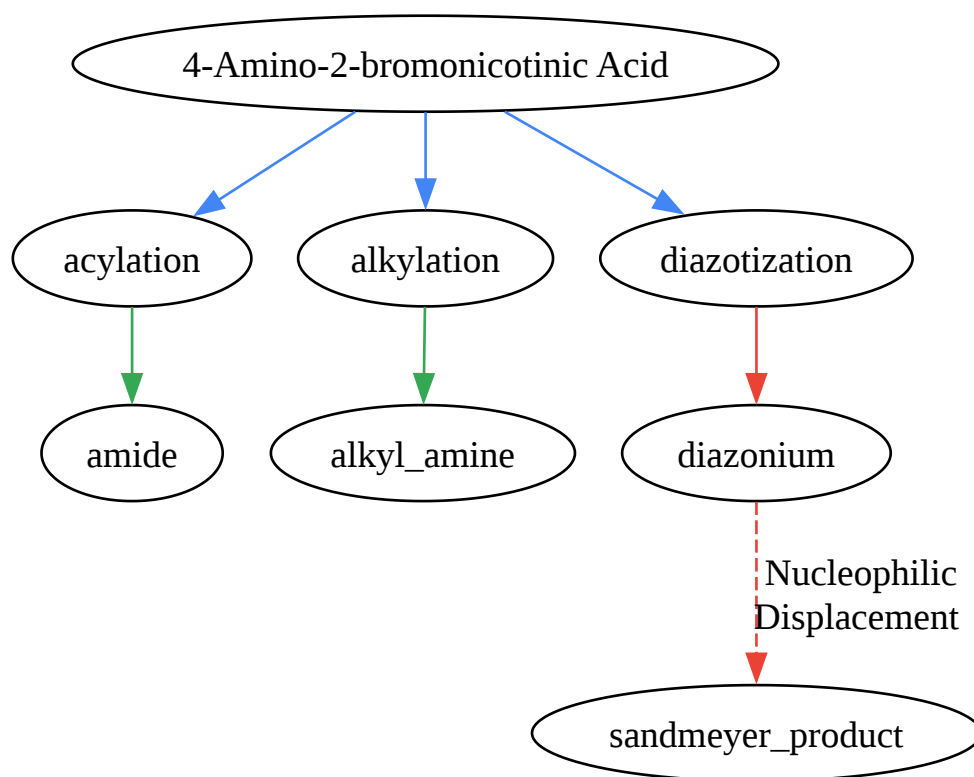 4-Amino-2-bromonicotinic Acid
acylation
alkylation
diazotization
amide
alkyl_amine
diazonium
Nucleophilic
Displacement
sandmeyer_product